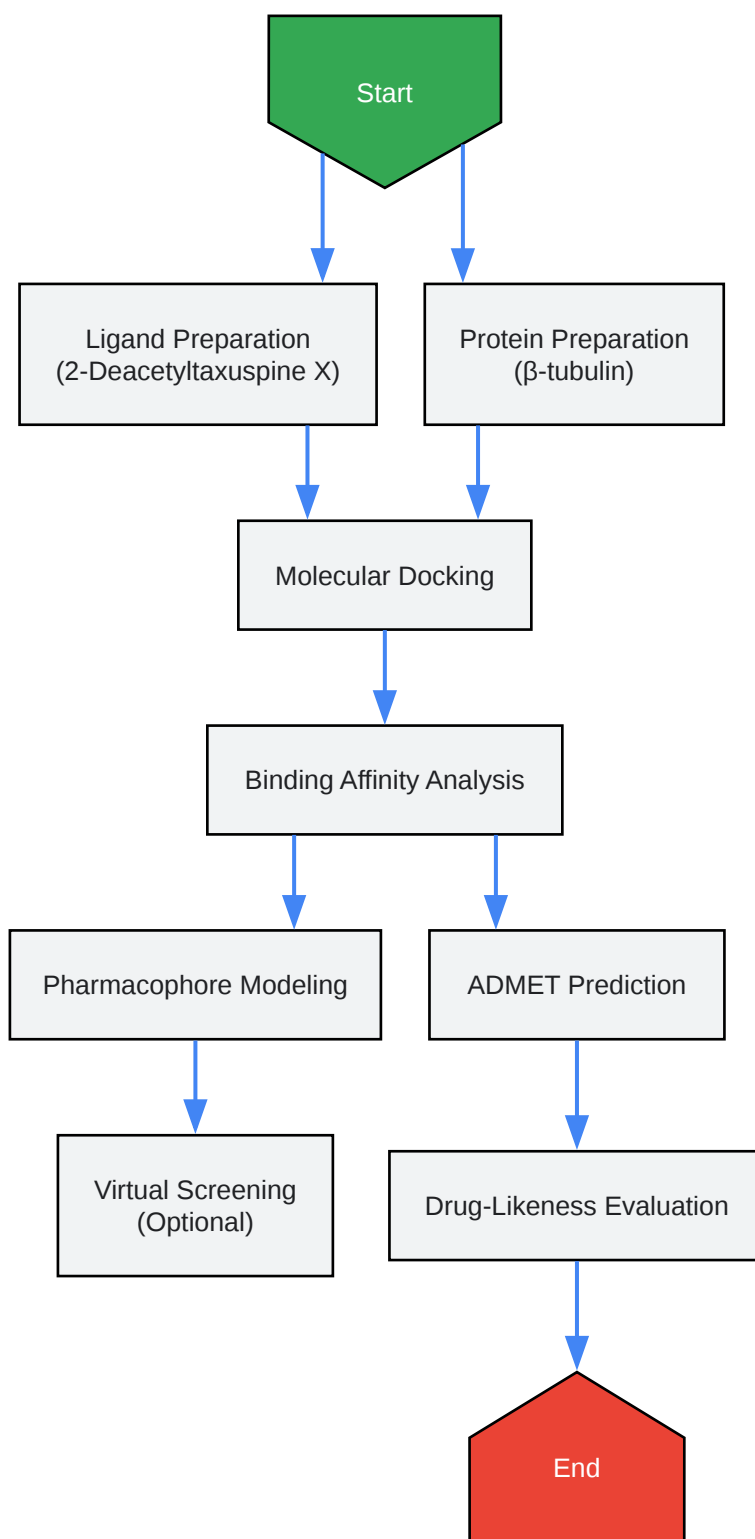 Start
Ligand Preparation
(2-Deacetyltaxuspine X)
Protein Preparation
(β-tubulin)
Molecular Docking
Binding Affinity Analysis
Pharmacophore Modeling
ADMET Prediction
Virtual Screening
(Optional)
Drug-Likeness Evaluation
End